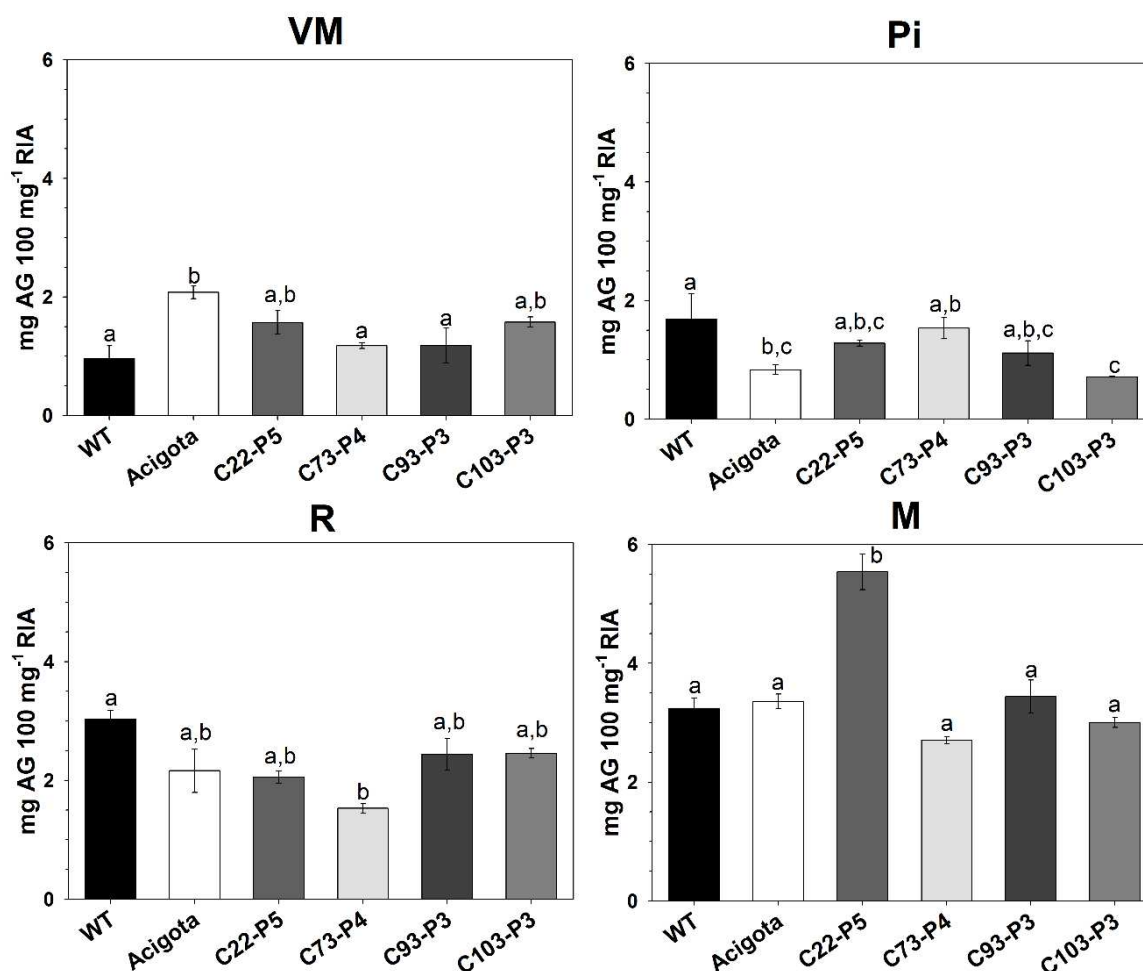 VM
mg AG 100 mg⁻¹ RIA
6
4
2
0
a
b
a,b
a
a
a,b
WT
Acigota
C22-P5
C73-P4
C93-P3
C103-P3
Pi
mg AG 100 mg⁻¹ RIA
6
4
2
0
a
b,c
a,b,c
a,b
a,b,c
c
WT
Acigota
C22-P5
C73-P4
C93-P3
C103-P3
R
mg AG 100 mg⁻¹ RIA
6
4
2
0
a
a,b
a,b
b
a,b
a,b
WT
Acigota
C22-P5
C73-P4
C93-P3
C103-P3
M
mg AG 100 mg⁻¹ RIA
6
4
2
0
a
a
b
a
a
a
WT
Acigota
C22-P5
C73-P4
C93-P3
C103-P3